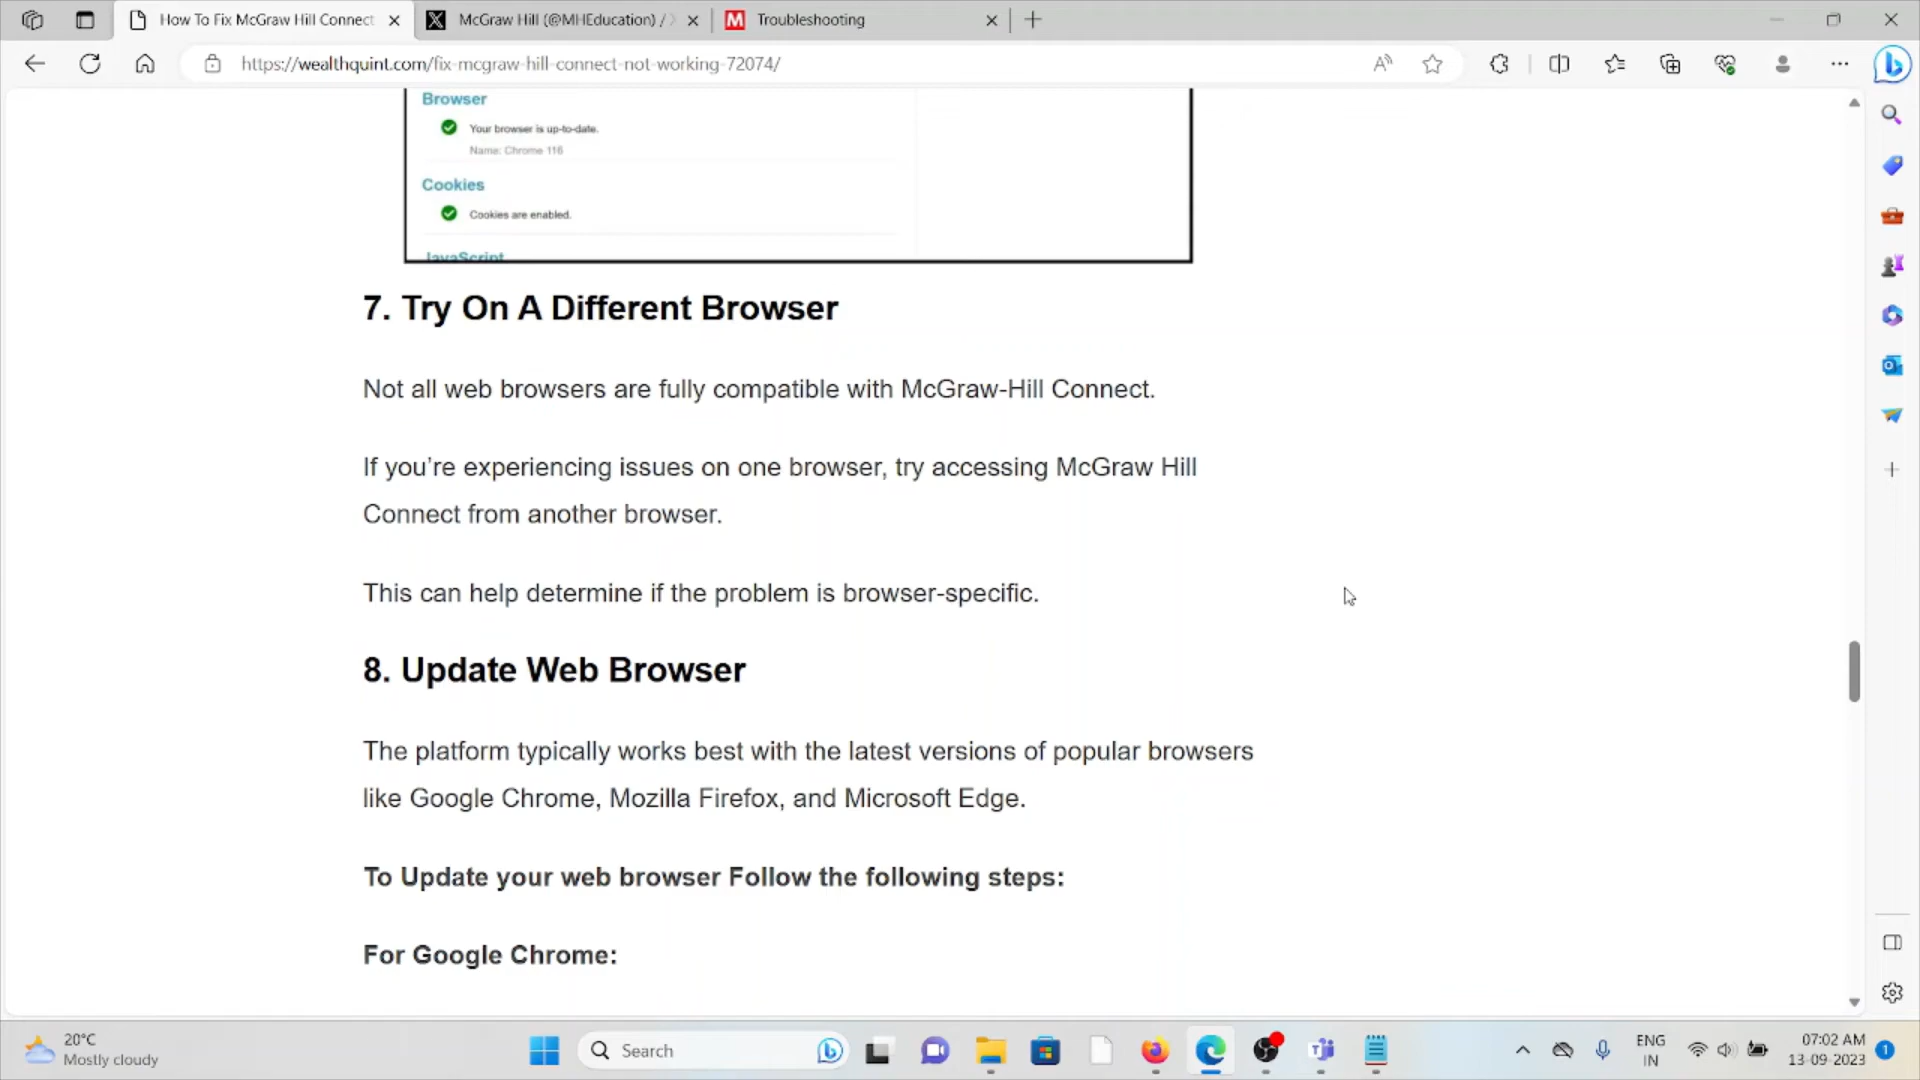 How To Fix McGraw Hill Connect
McGraw Hill (@MHEducation) /
Troubleshooting
https://wealthquint.com/fix-mcgraw-hill-connect-not-working-72074/
Browser
Your browser is up-to-date.
Name: Chrome 116
Cookies
Cookies are enabled.
JavaScript
7. Try On A Different Browser
Not all web browsers are fully compatible with McGraw-Hill Connect.
If you’re experiencing issues on one browser, try accessing McGraw Hill
Connect from another browser.
This can help determine if the problem is browser-specific.
8. Update Web Browser
The platform typically works best with the latest versions of popular browsers
like Google Chrome, Mozilla Firefox, and Microsoft Edge.
To Update your web browser Follow the following steps:
For Google Chrome:
20°C
Mostly cloudy
Search
ENG
IN
07:02 AM
13-09-2023
1